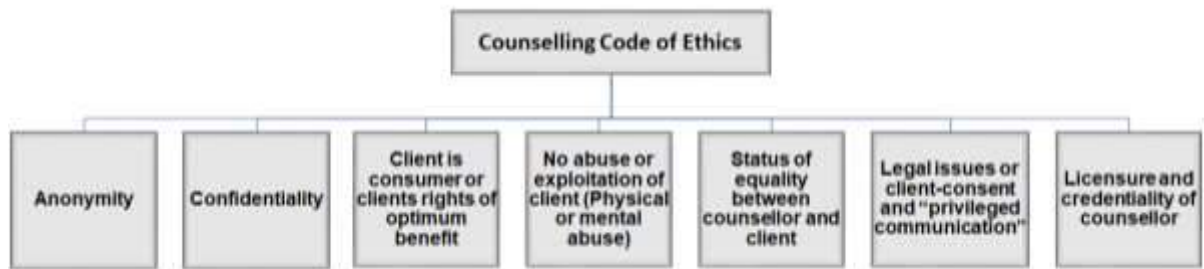 Counselling Code of Ethics
Anonymity
Confidentiality
Client is
consumer or
clients rights of
optimum
benefit
No abuse or
exploitation of
client (Physical
or mental
abuse)
Status of
equality
between
counsellor and
client
Legal issues or
client-consent
and “privileged
communication”
Licensure and
credentiality of
counsellor